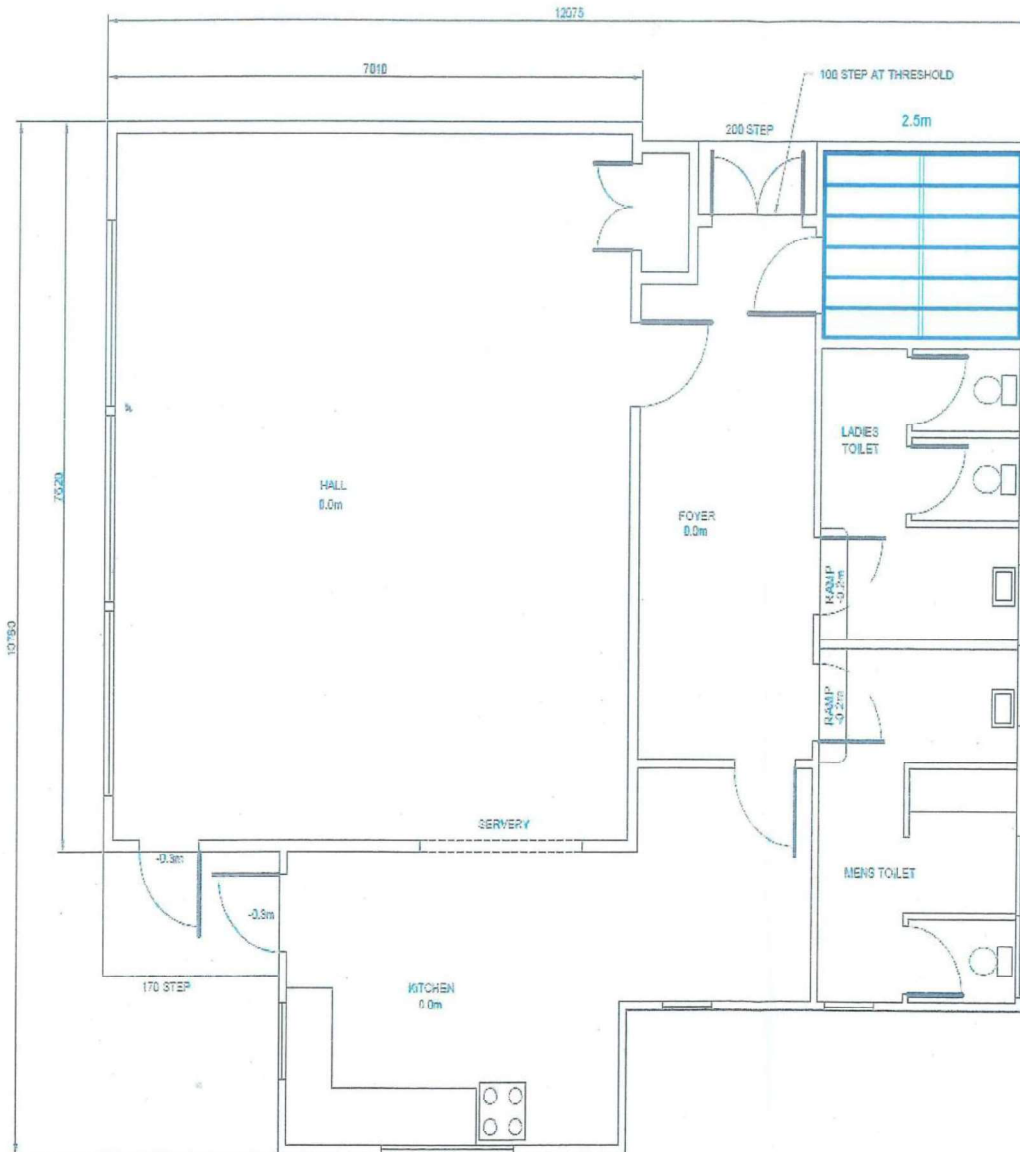 12075
7010
100 STEP AT THRESHOLD
200 STEP
2.5m
LADIES
TOILET
HALL
0.0m
FOYER
0.0m
7620
RAMP
-0.2m
10760
RAMP
-0.2m
SERVERY
-0.3m
MENS TOILET
-0.3m
170 STEP
KITCHEN
0.0m